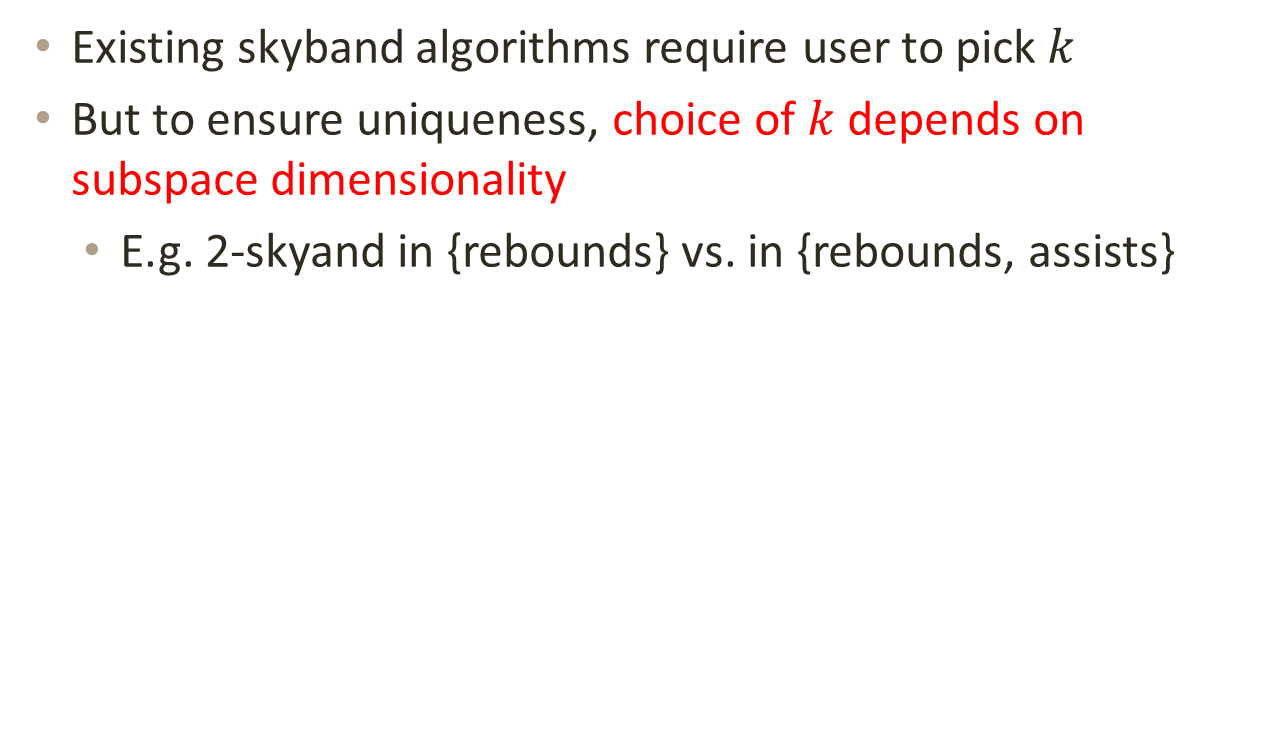 • Existing skyband algorithms require user to pick k
• But to ensure uniqueness, choice of k depends on
subspace dimensionality
• E.g. 2-skyand in {rebounds} vs. in {rebounds, assists}